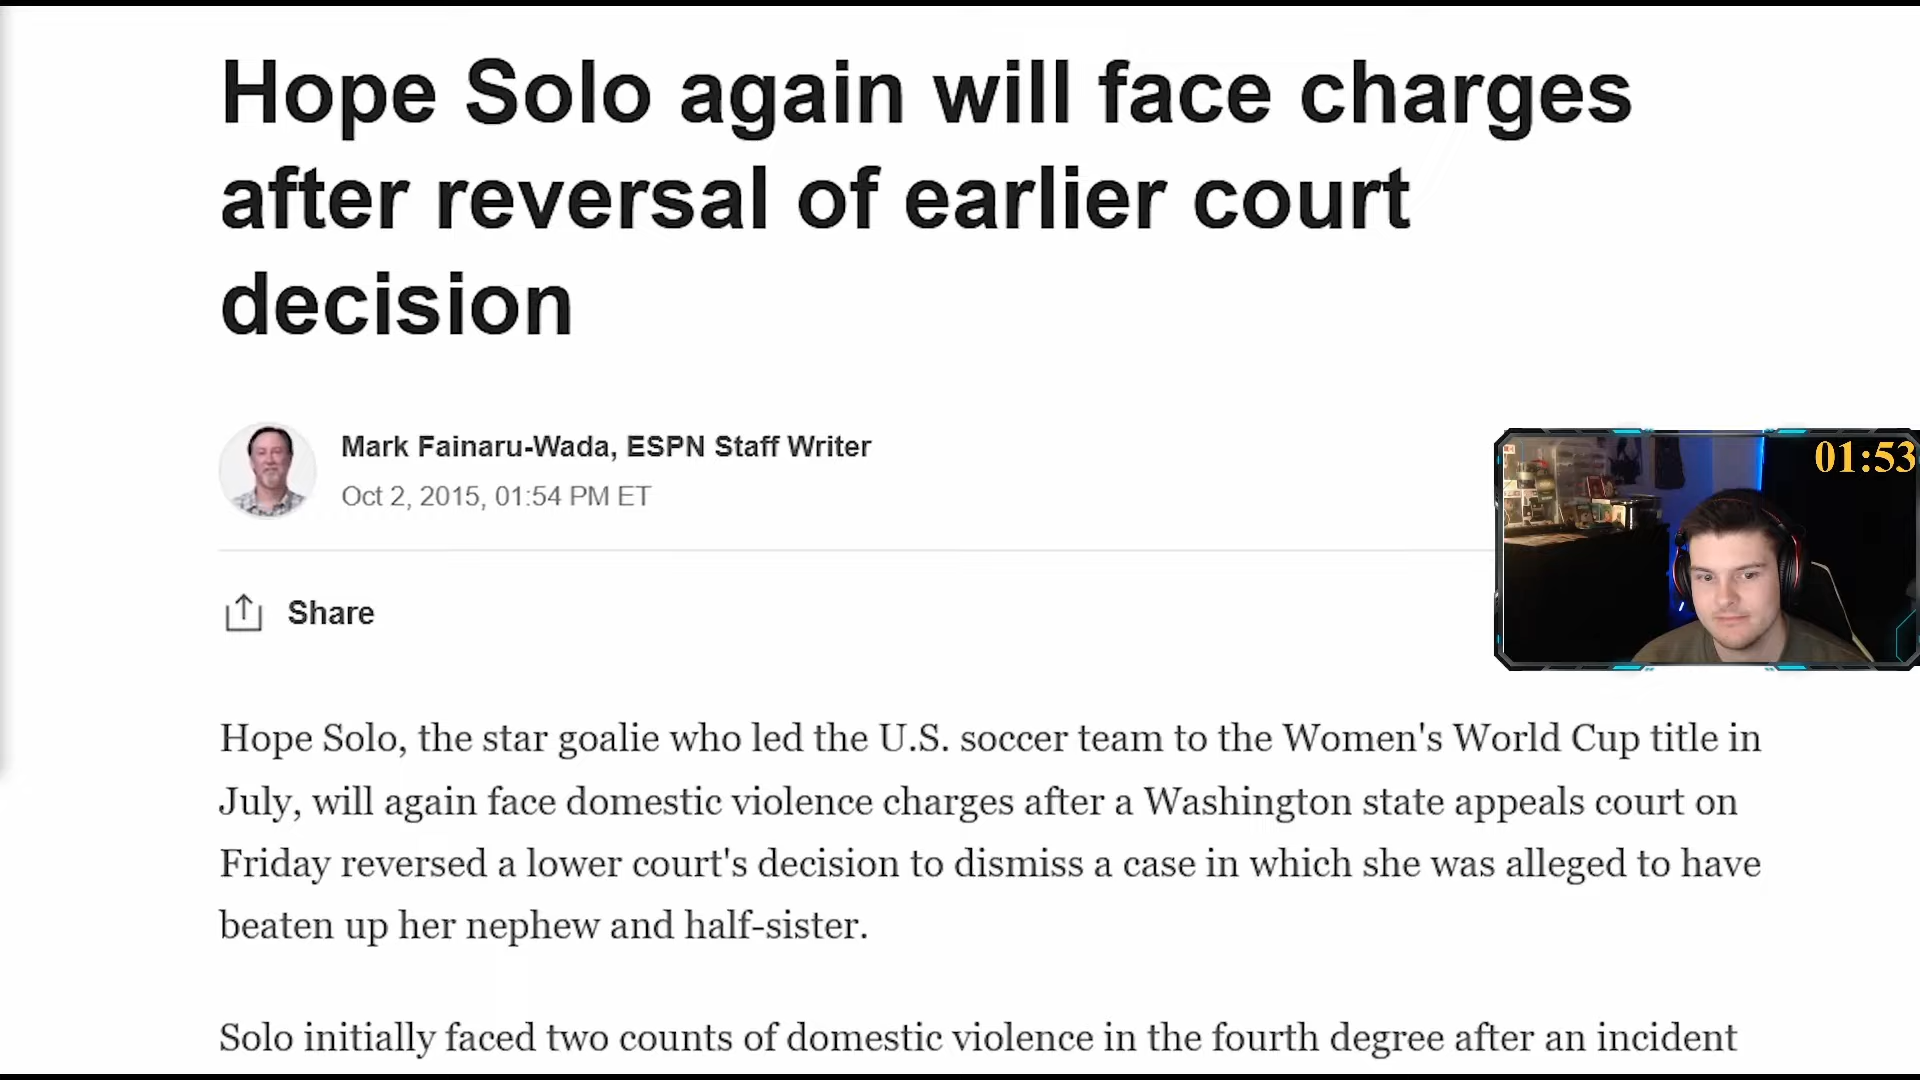 Hope Solo again will face charges
after reversal of earlier court
decision
Mark Fainaru-Wada, ESPN Staff Writer
Oct 2, 2015, 01:54 PM ET
01:53
Share
Hope Solo, the star goalie who led the U.S. soccer team to the Women's World Cup title in
July, will again face domestic violence charges after a Washington state appeals court on
Friday reversed a lower court's decision to dismiss a case in which she was alleged to have
beaten up her nephew and half-sister.
Solo initially faced two counts of domestic violence in the fourth degree after an incident